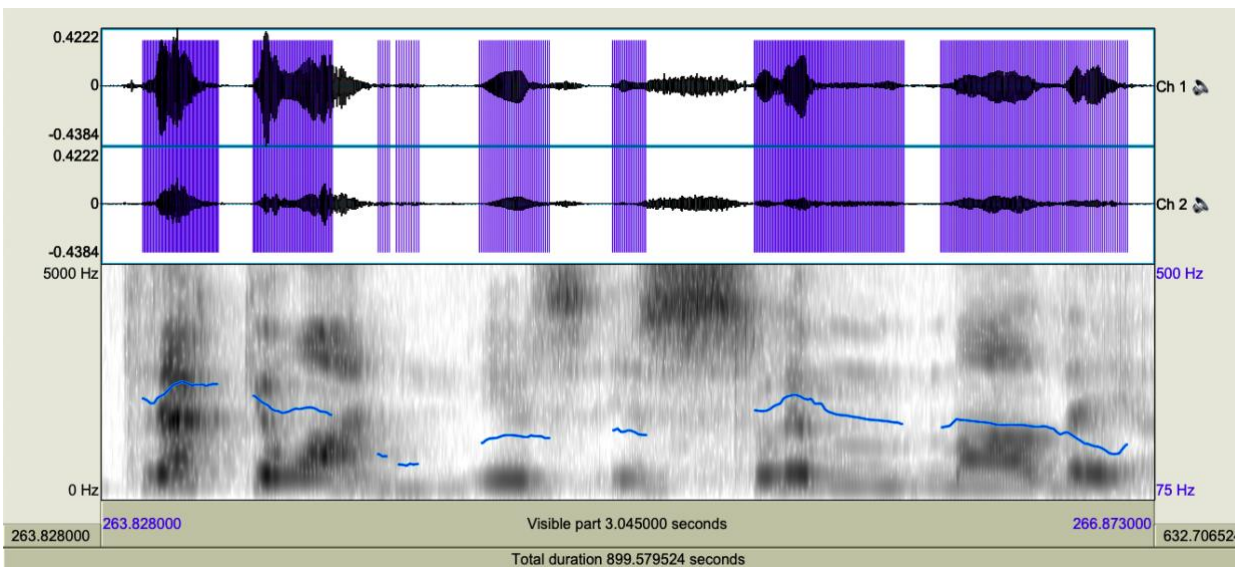 0.4222
0
-0.4384
0.4222
0
-0.4384
5000 Hz
0 Hz
Ch 1
Ch 2
500 Hz
75 Hz
263.828000 Visible part 3.045000 seconds 266.873000
263.828000 632.706524
Total duration 899.579524 seconds